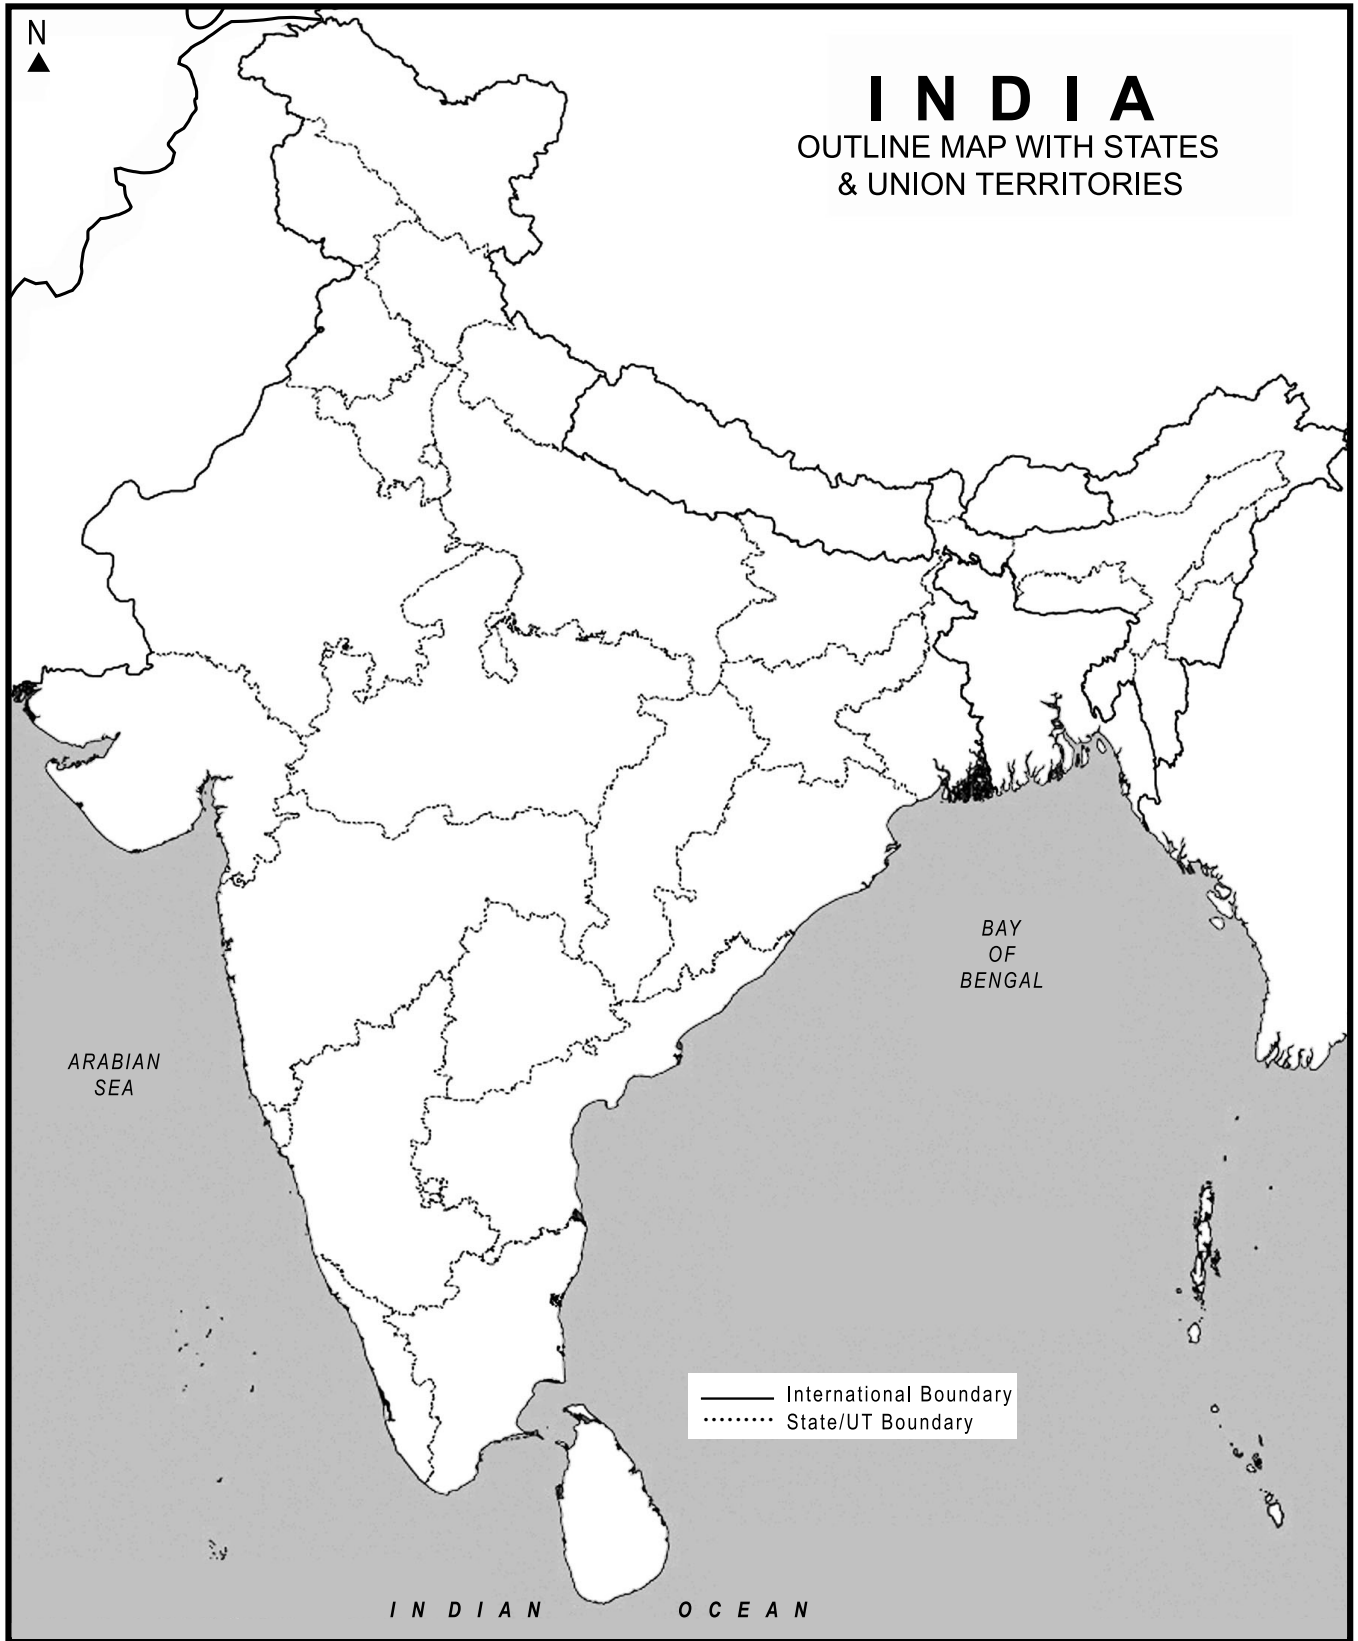 N
INDIA
OUTLINE MAP WITH STATES
& UNION TERRITORIES
BAY
OF
BENGAL
ARABIAN
SEA
International Boundary
State/UT Boundary
INDIAN OCEAN